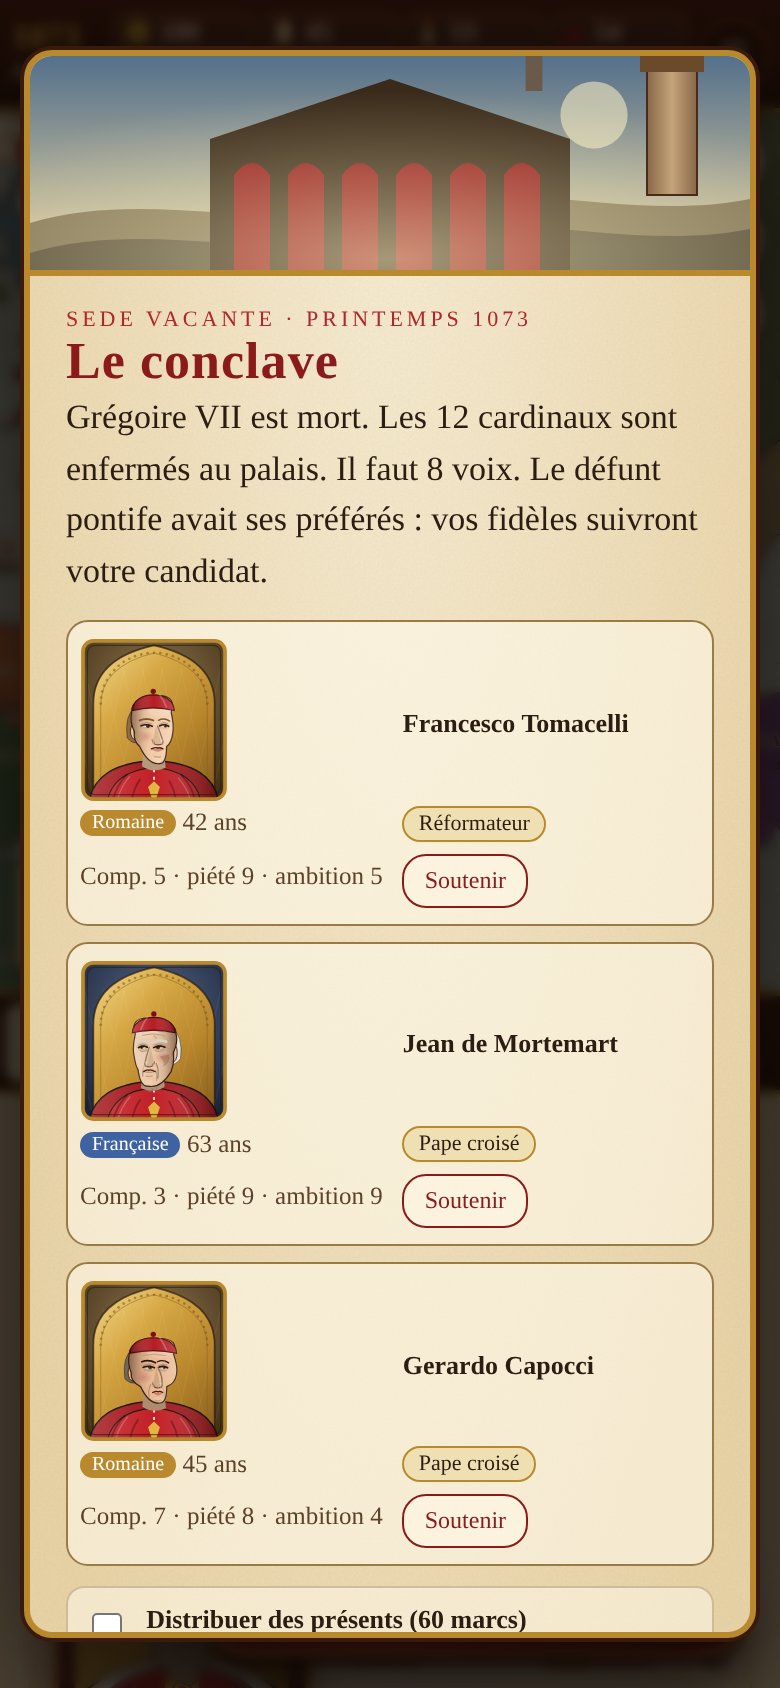 SEDE VACANTE · PRINTEMPS 1073
Le conclave
Grégoire VII est mort. Les 12 cardinaux sont
enfermés au palais. Il faut 8 voix. Le défunt
pontife avait ses préférés : vos fidèles suivront
votre candidat.
Francesco Tomacelli
Romaine 42 ans
Réformateur
Comp. 5 · piété 9 · ambition 5
Soutenir
Jean de Mortemart
Française 63 ans
Pape croisé
Comp. 3 · piété 9 · ambition 9
Soutenir
Gerardo Capocci
Romaine 45 ans
Pape croisé
Comp. 7 · piété 8 · ambition 4
Soutenir
Distribuer des présents (60 marcs)